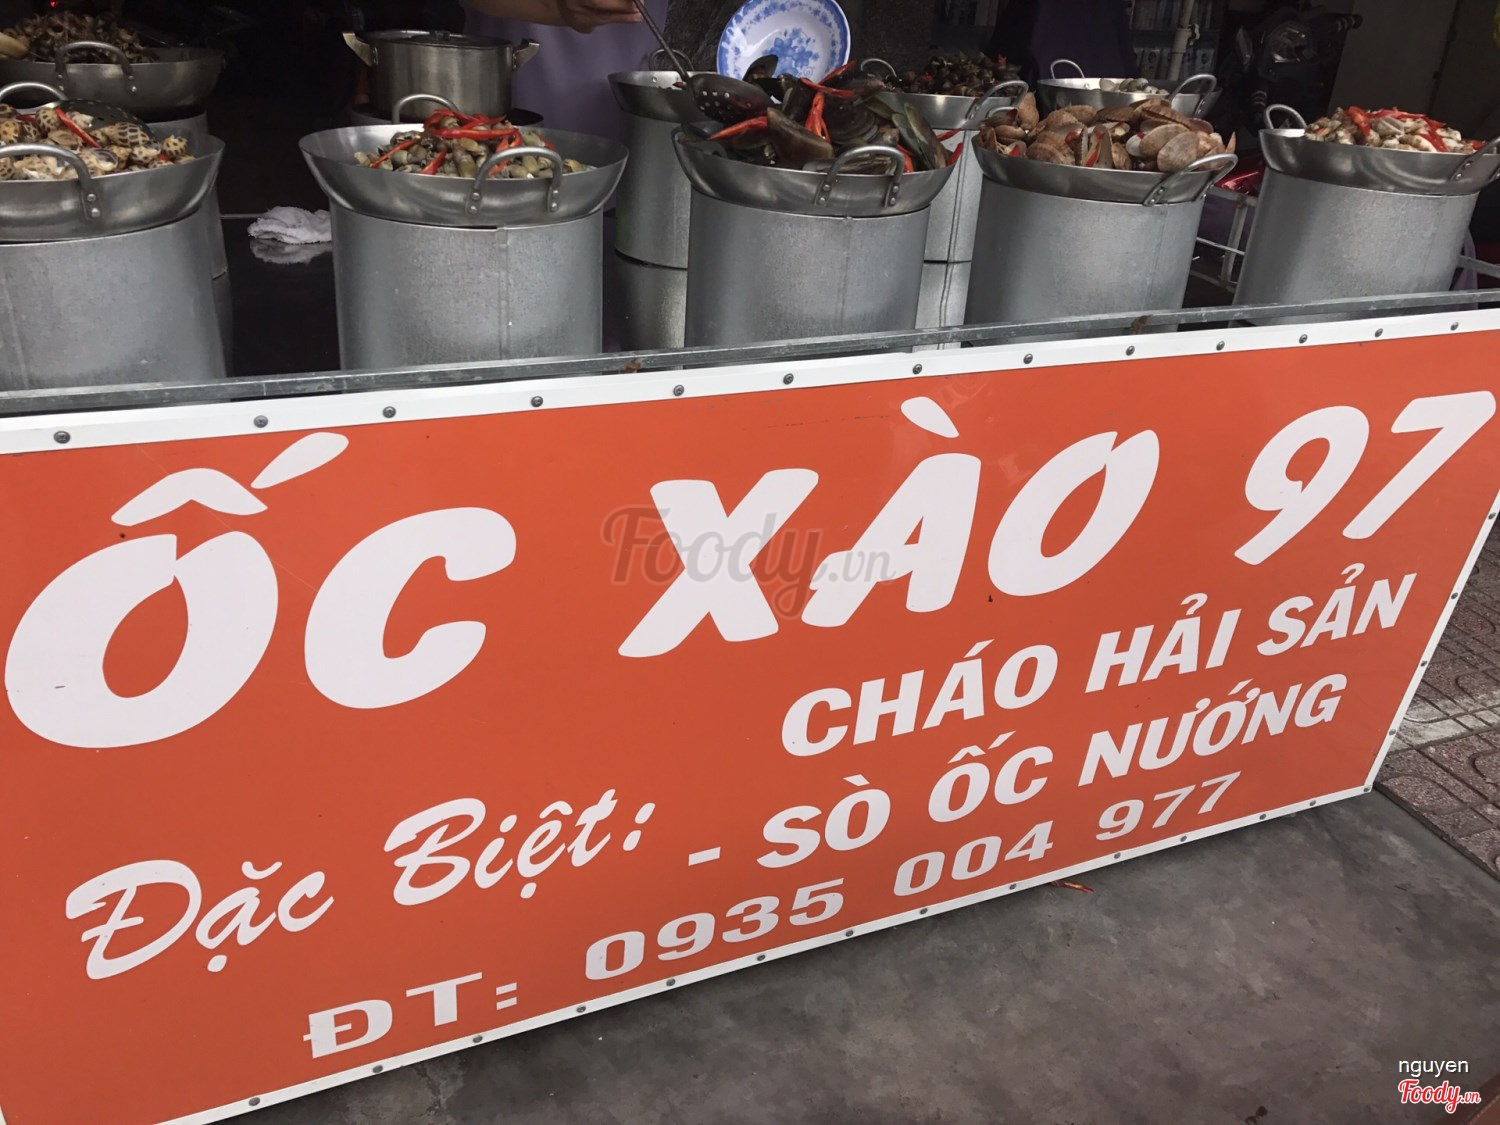 ỐC XÀO 97
CHÁO HẢI SẢN
Đặc Biệt: - SÒ ỐC NƯỚNG
ĐT: 0935 004 977
Foody.vn
nguyen
Foody.vn